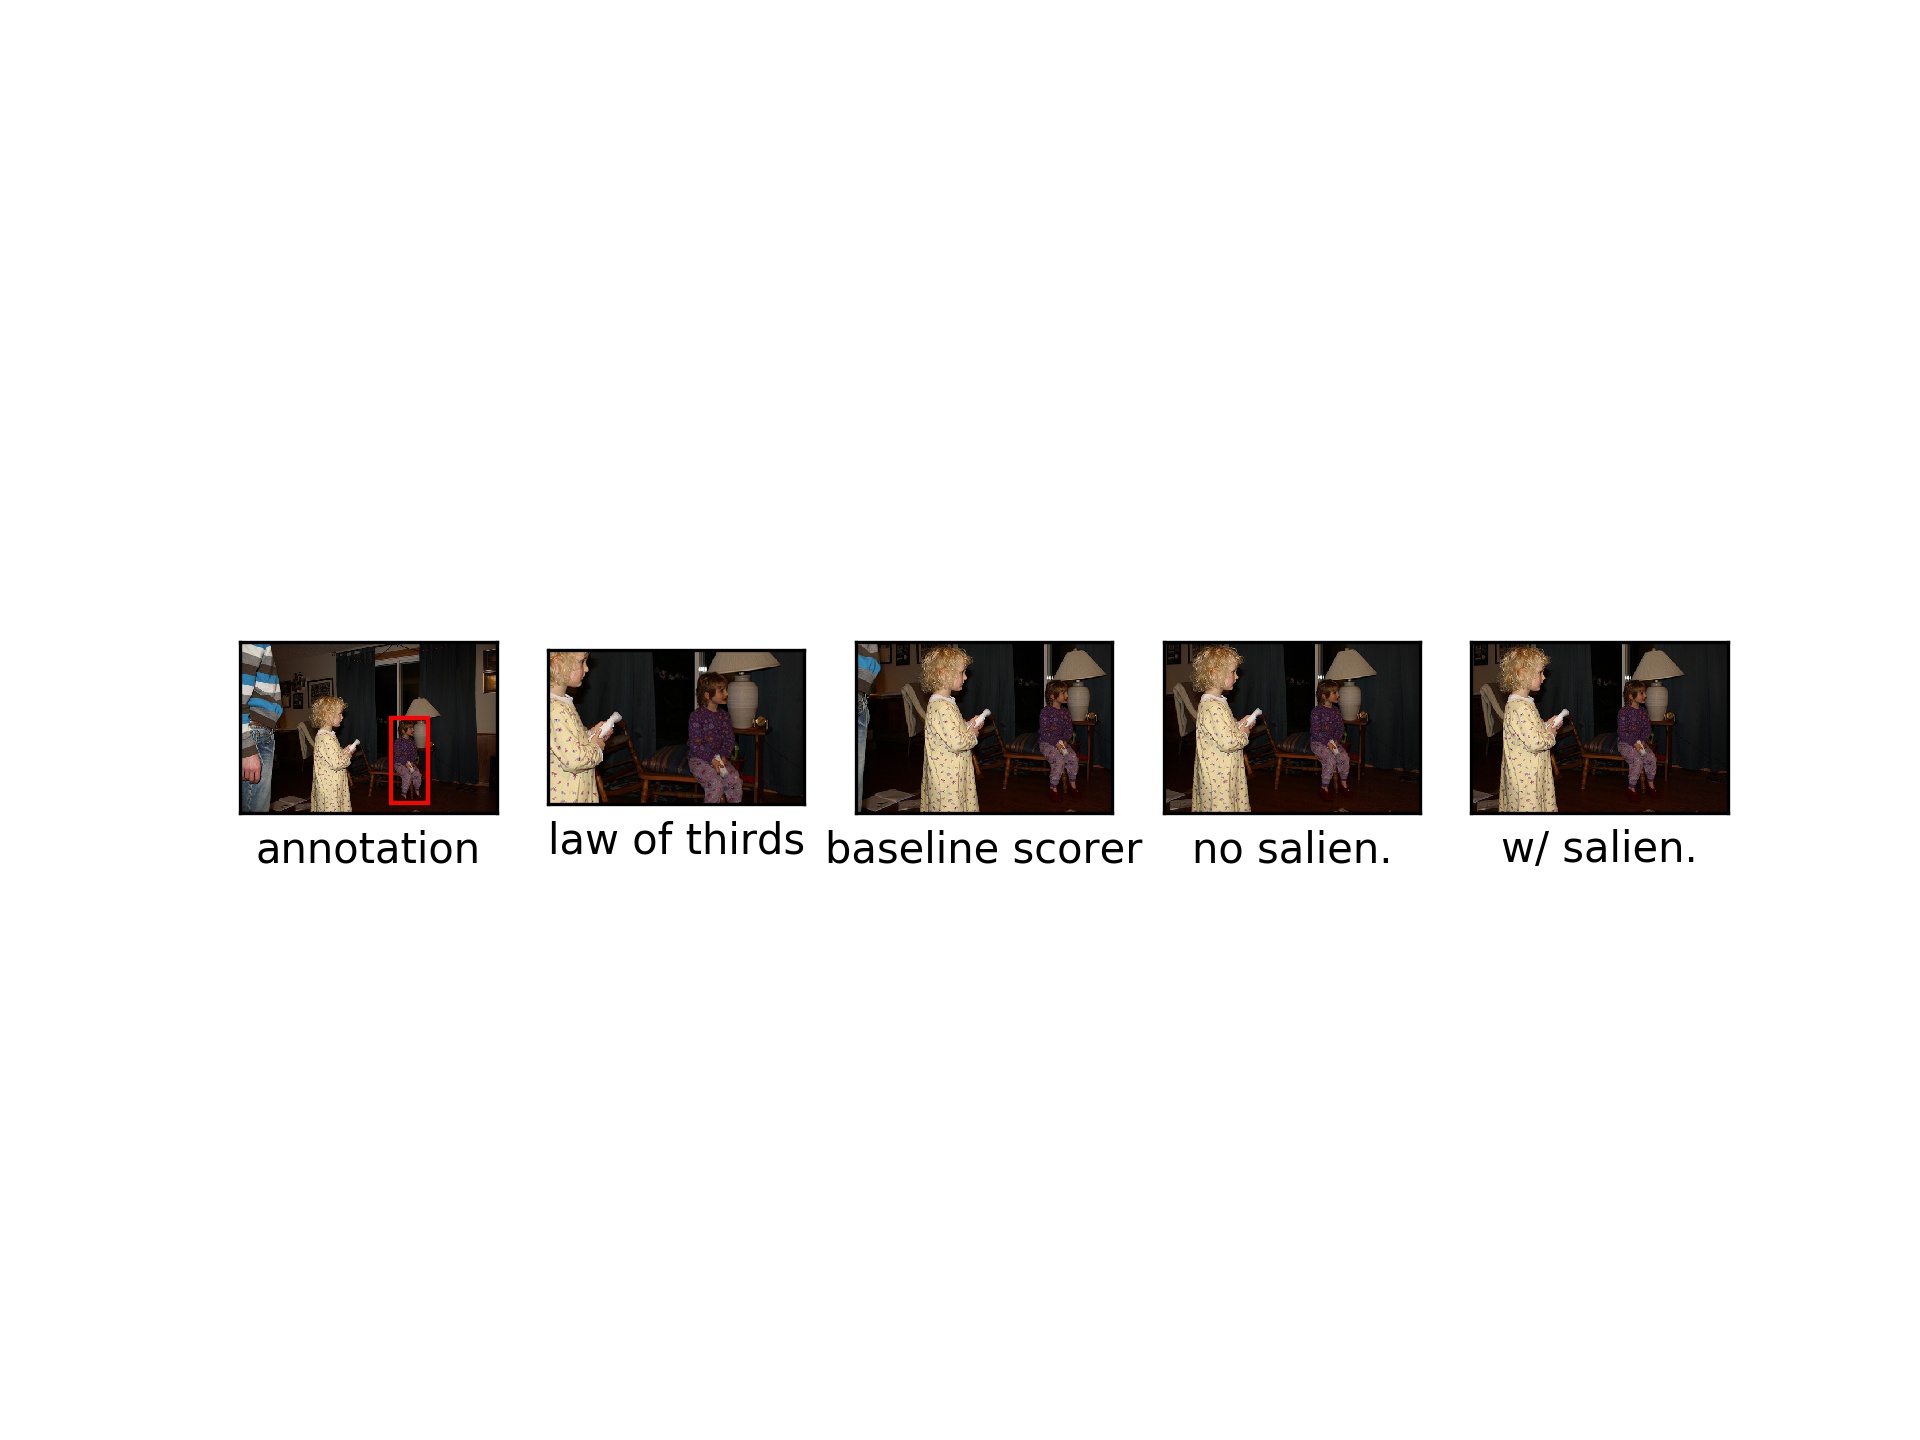 annotation
law of thirds
baseline scorer
no salien.
w/ salien.